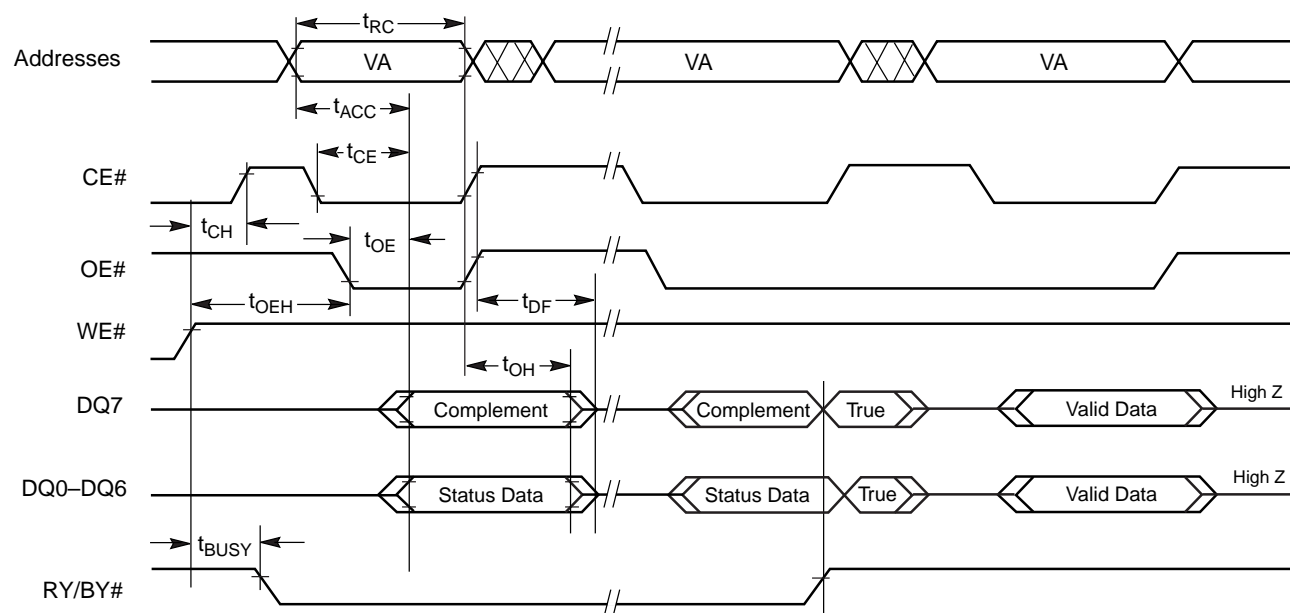 tRC
Addresses VA VA VA
tACC
tCE
CE#
tCH
tOE
OE#
tOEH tDF
WE#
tOH
DQ7 Complement Complement True Valid Data High Z
DQ0–DQ6 Status Data Status Data True Valid Data High Z
tBUSY
RY/BY#